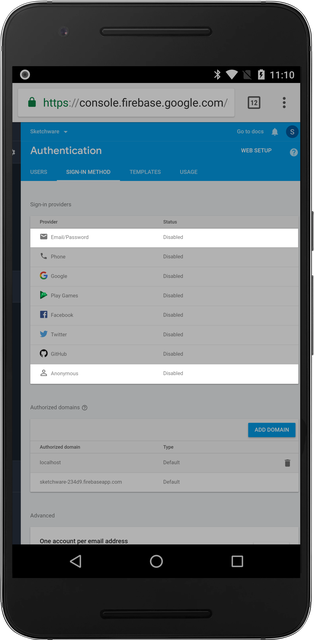 11:10
https://console.firebase.google.com/
12
Sketchware
Go to docs
S
Authentication
WEB SETUP
USERS
SIGN-IN METHOD
TEMPLATES
USAGE
Sign-in providers
Provider
Status
Email/Password
Disabled
Phone
Disabled
Google
Disabled
Play Games
Disabled
Facebook
Disabled
Twitter
Disabled
GitHub
Disabled
Anonymous
Disabled
Authorized domains
ADD DOMAIN
Authorized domain
Type
localhost
Default
sketchware-234d9.firebaseapp.com
Default
Advanced
One account per email address